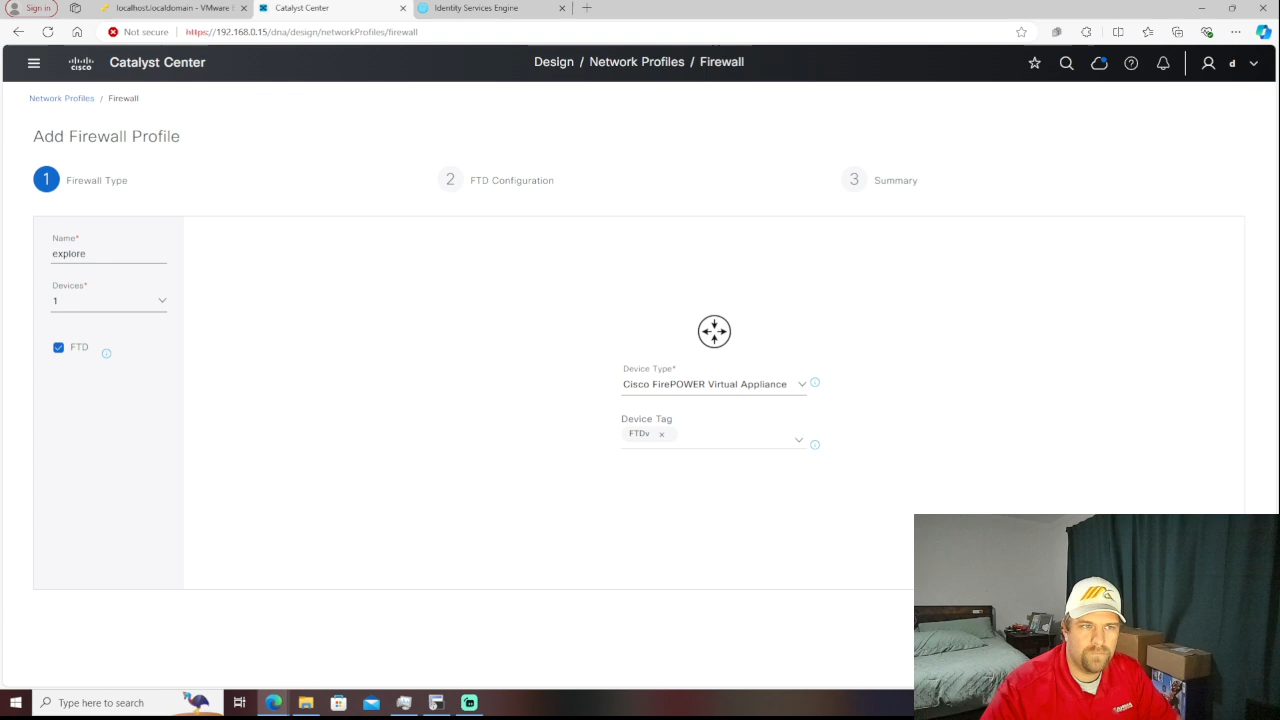 Sign in
localhost.localdomain - VMware
Catalyst Center
Identity Services Engine
Not secure
https://192.168.0.15/dna/design/networkProfiles/firewall
cisco
Catalyst Center
Design / Network Profiles / Firewall
d
Network Profiles / Firewall
Add Firewall Profile
1 Firewall Type
2 FTD Configuration
3 Summary
Name*
explore
Devices*
1
FTD
Device Type*
Cisco FirePOWER Virtual Appliance
Device Tag
FTDv
Type here to search